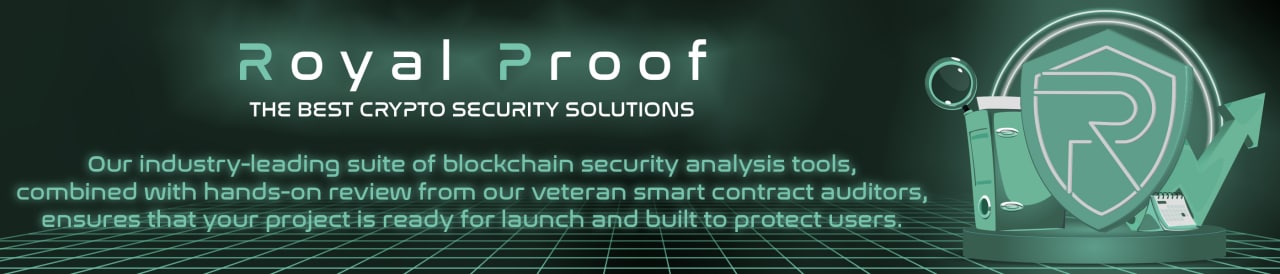 Royal Proof
THE BEST CRYPTO SECURITY SOLUTIONS
Our industry-leading suite of blockchain security analysis tools,
combined with hands-on review from our veteran smart contract auditors,
ensures that your project is ready for launch and built to protect users.
R